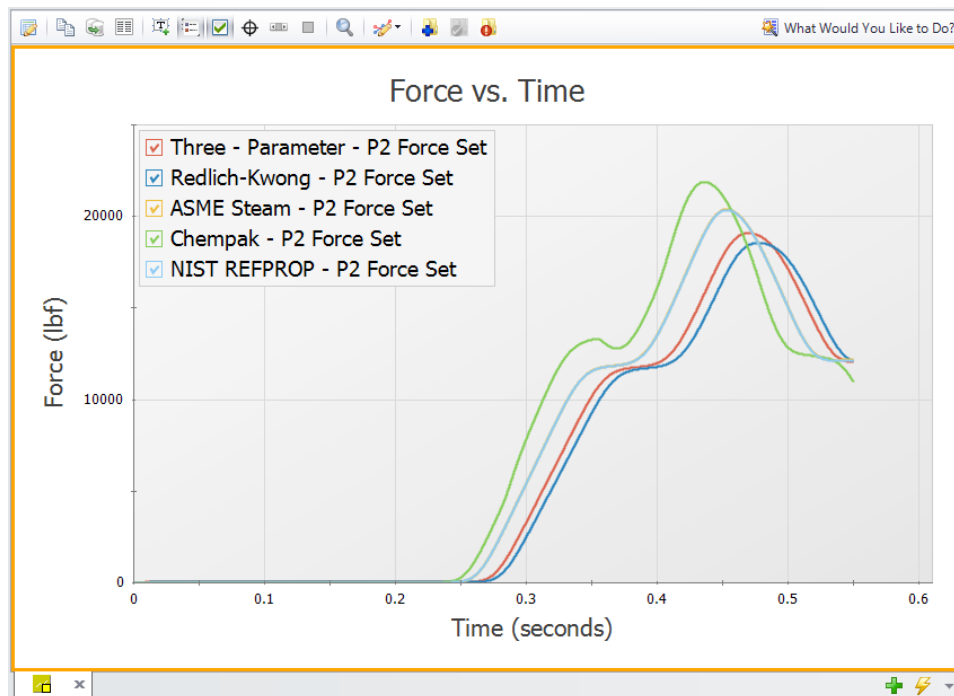 What Would You Like to Do?
Force vs. Time
Three - Parameter - P2 Force Set
Redlich-Kwong - P2 Force Set
ASME Steam - P2 Force Set
Chempak - P2 Force Set
NIST REFPROP - P2 Force Set
20000
10000
0
Force (lbf)
0 0.1 0.2 0.3 0.4 0.5 0.6
Time (seconds)